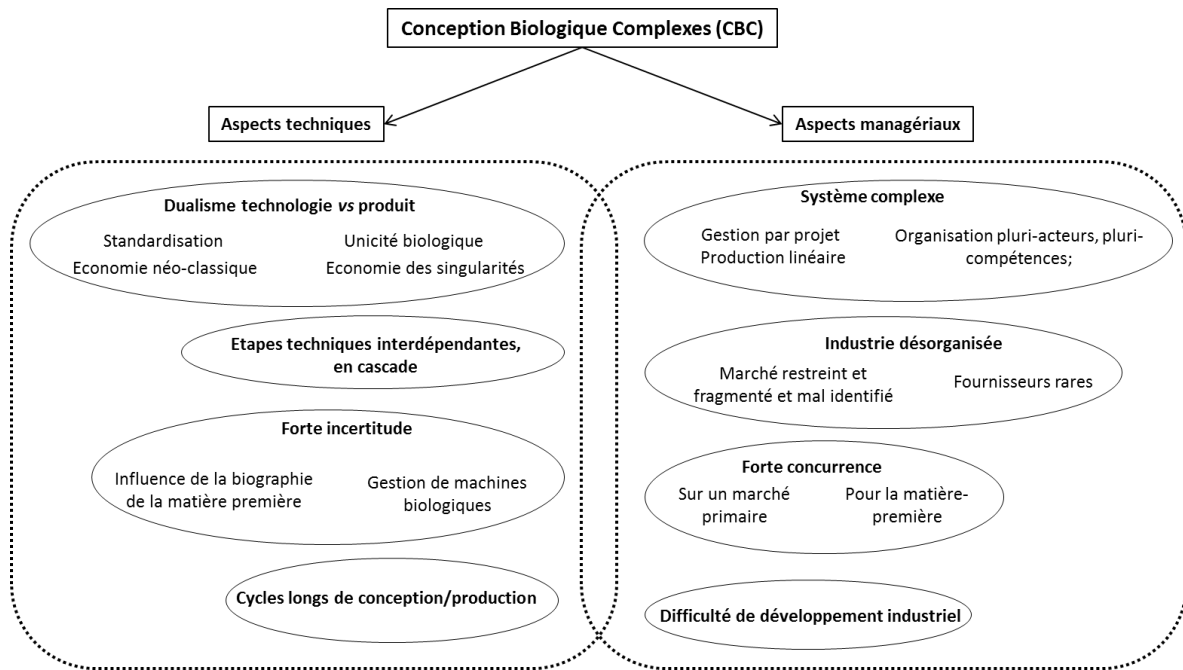 Conception Biologique Complexes (CBC)
Aspects techniques
Aspects managériaux
Dualisme technologie vs produit
Standardisation
Economie néo-classique
Unicité biologique
Economie des singularités
Etapes techniques interdépendantes,
en cascade
Forte incertitude
Influence de la biographie
de la matière première
Gestion de machines
biologiques
Cycles longs de conception/production
Système complexe
Gestion par projet
Production linéaire
Organisation pluri-acteurs, pluri-
compétences;
Industrie désorganisée
Marché restreint et
fragmenté et mal identifié
Fournisseurs rares
Forte concurrence
Sur un marché
primaire
Pour la matière-
première
Difficulté de développement industriel